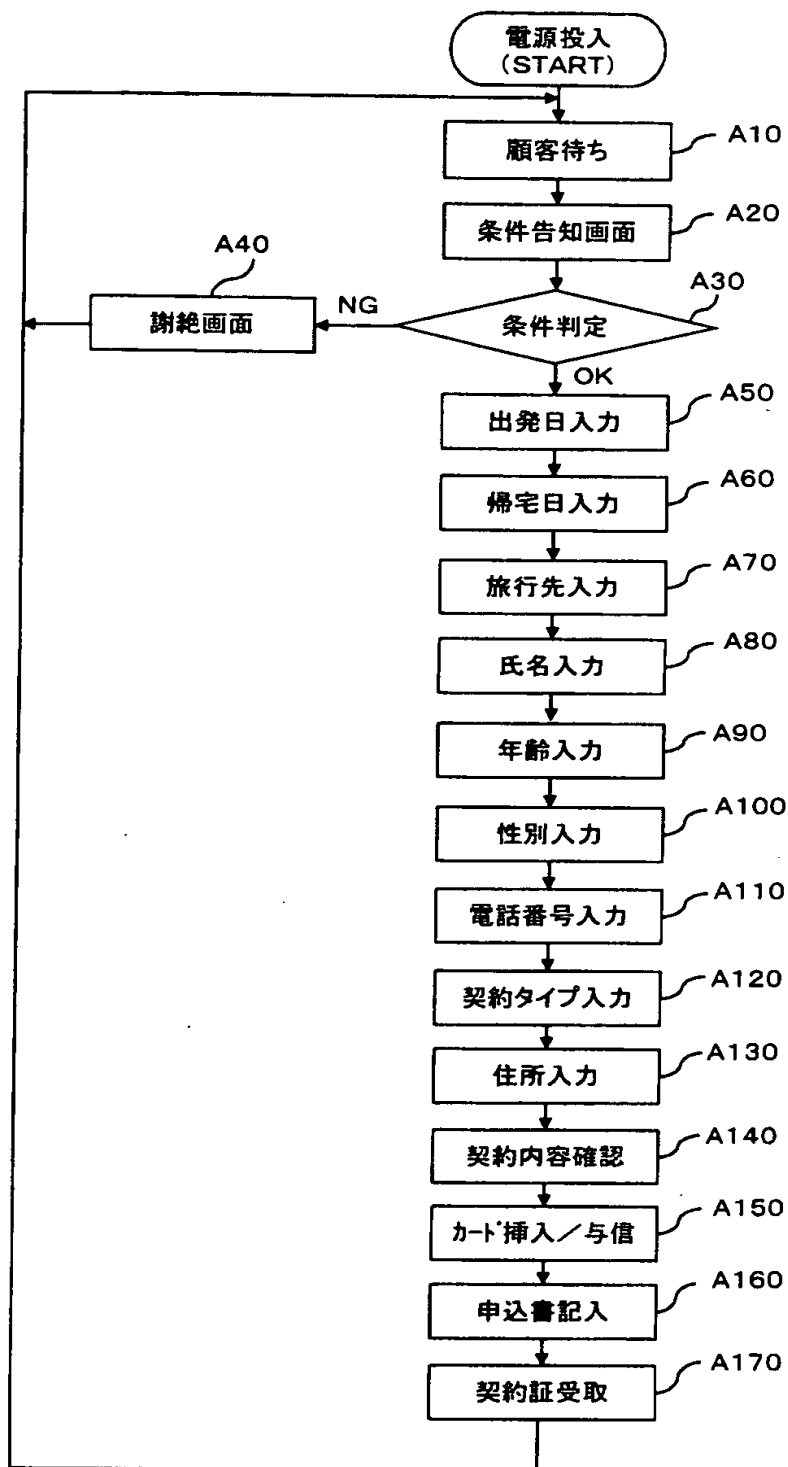 電源投入
(START)
顧客待ち
A10
条件告知画面
A20
A40
謝絶画面
NG
条件判定
A30
OK
出発日入力
A50
帰宅日入力
A60
旅行先入力
A70
氏名入力
A80
年齢入力
A90
性別入力
A100
電話番号入力
A110
契約タイプ入力
A120
住所入力
A130
契約内容確認
A140
ｶｰﾄﾞ挿入／与信
A150
申込書記入
A160
契約証受取
A170